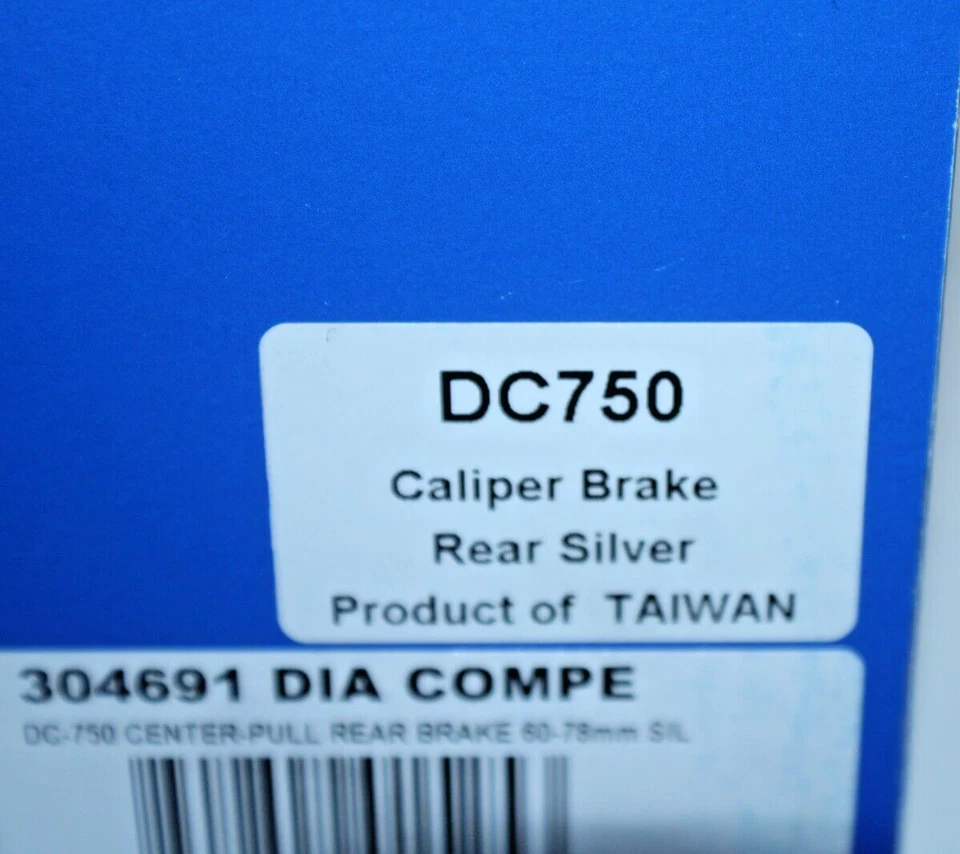 DC750
Caliper Brake
Rear Silver
Product of TAIWAN
304691 DIA COMPE
DC-750 CENTER-PULL REAR BRAKE 60-78mm SIL